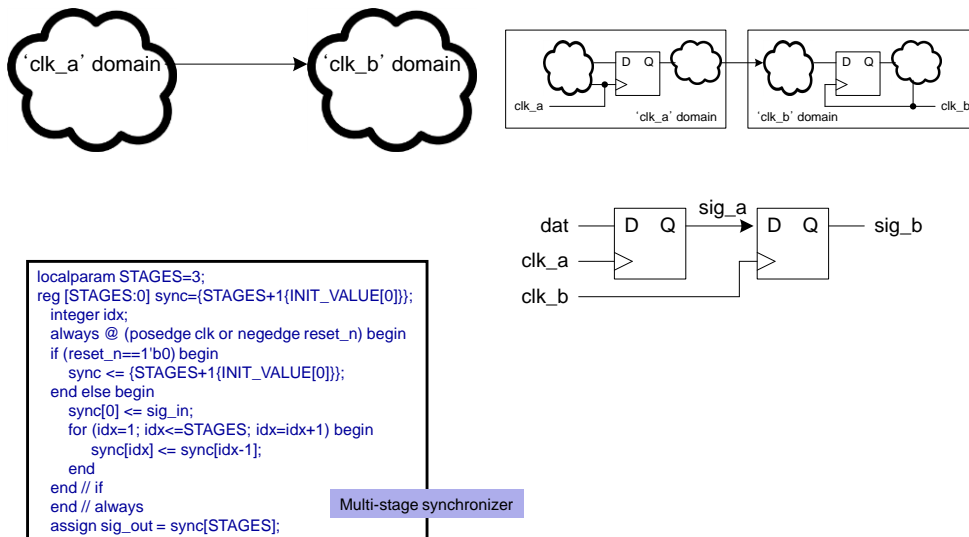 ‘clk_a’ domain
‘clk_b’ domain
D Q
clk_a
‘clk_a’ domain
D Q
clk_b
‘clk_b’ domain
dat
D Q
sig_a
D Q
sig_b
clk_a
clk_b
localparam STAGES=3;
reg [STAGES:0] sync={STAGES+1{INIT_VALUE[0]}};
integer idx;
always @ (posedge clk or negedge reset_n) begin
if (reset_n==1'b0) begin
sync <= {STAGES+1{INIT_VALUE[0]}};
end else begin
sync[0] <= sig_in;
for (idx=1; idx<=STAGES; idx=idx+1) begin
sync[idx] <= sync[idx-1];
end
end // if
end // always
assign sig_out = sync[STAGES];
Multi-stage synchronizer